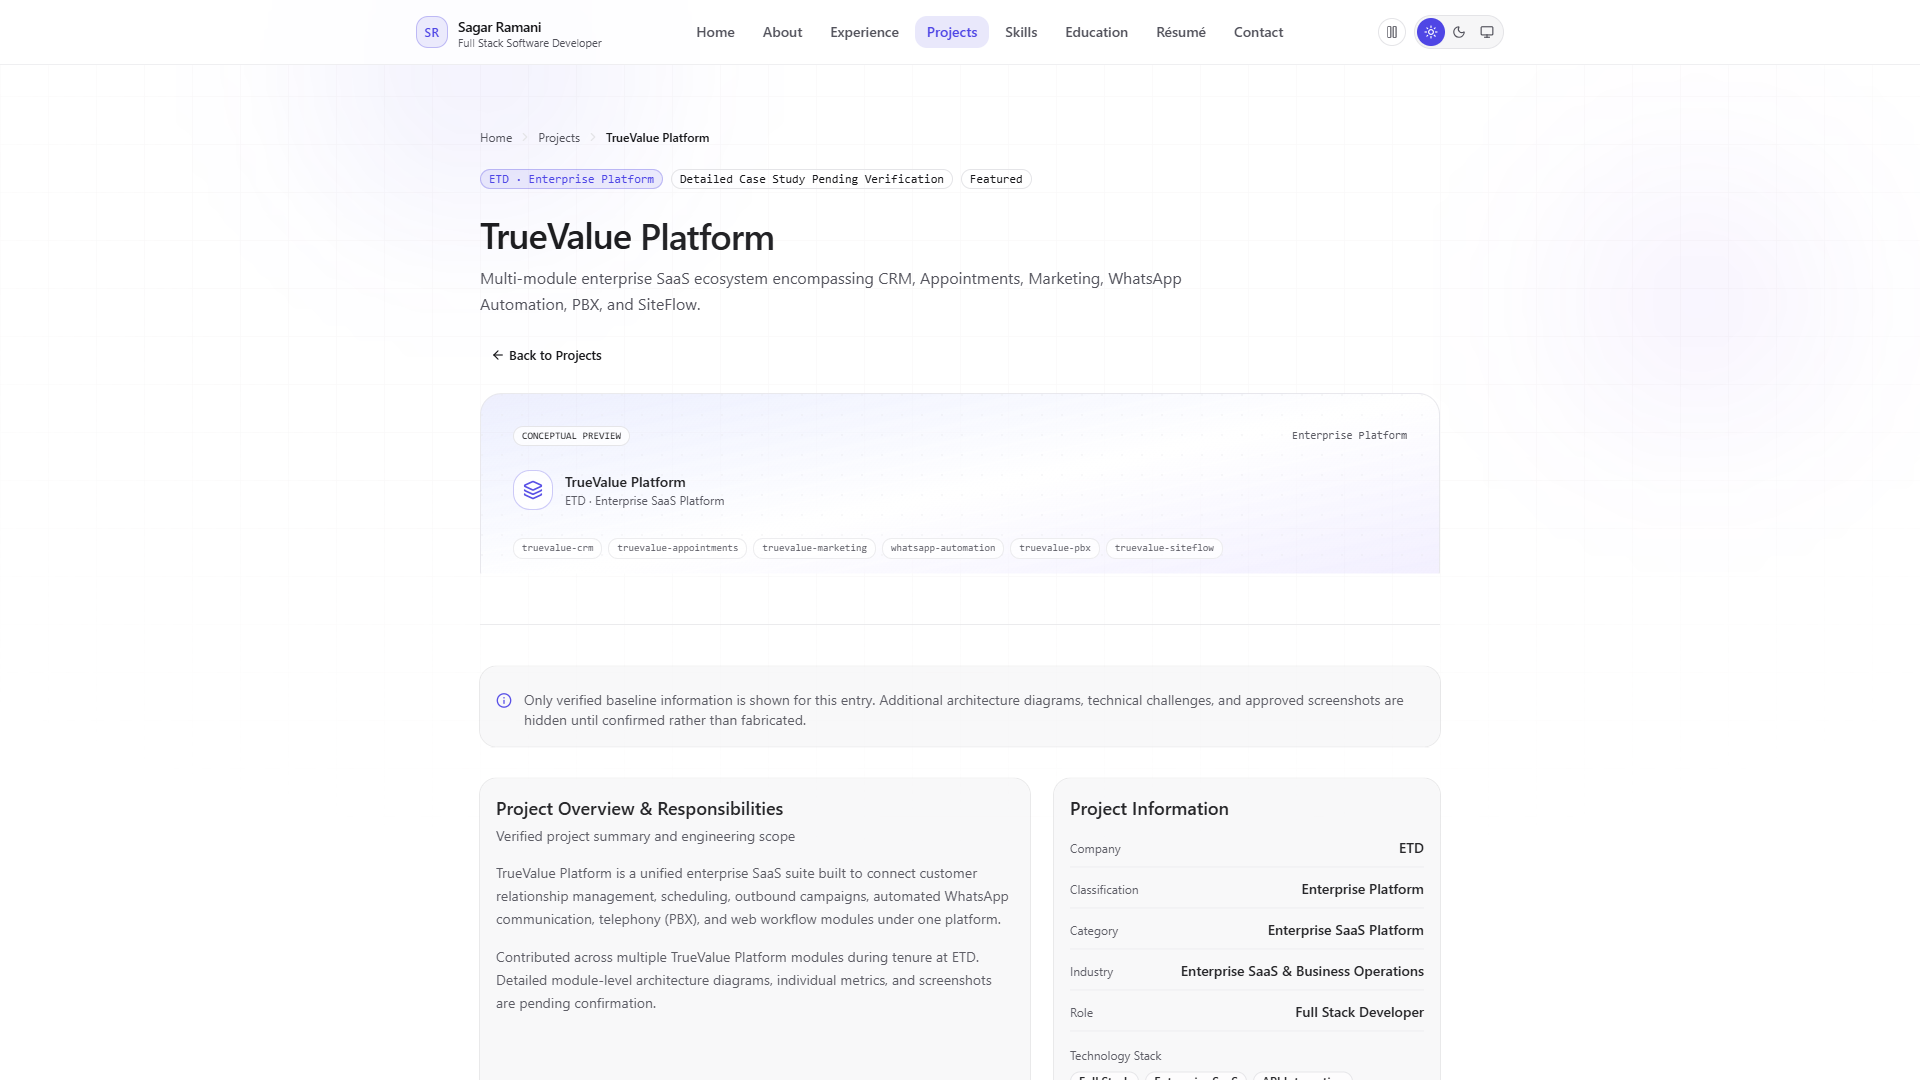 SR
Sagar Ramani
Full Stack Software Developer
Home
About
Experience
Projects
Skills
Education
Résumé
Contact
Home
Projects
TrueValue Platform
ETD · Enterprise Platform
Detailed Case Study Pending Verification
Featured
TrueValue Platform
Multi-module enterprise SaaS ecosystem encompassing CRM, Appointments, Marketing, WhatsApp
Automation, PBX, and SiteFlow.
Back to Projects
CONCEPTUAL PREVIEW
Enterprise Platform
TrueValue Platform
ETD · Enterprise SaaS Platform
truevalue-crm
truevalue-appointments
truevalue-marketing
whatsapp-automation
truevalue-pbx
truevalue-siteflow
Only verified baseline information is shown for this entry. Additional architecture diagrams, technical challenges, and approved screenshots are
hidden until confirmed rather than fabricated.
Project Overview & Responsibilities
Verified project summary and engineering scope
TrueValue Platform is a unified enterprise SaaS suite built to connect customer
relationship management, scheduling, outbound campaigns, automated WhatsApp
communication, telephony (PBX), and web workflow modules under one platform.
Contributed across multiple TrueValue Platform modules during tenure at ETD.
Detailed module-level architecture diagrams, individual metrics, and screenshots
are pending confirmation.
Project Information
Company
ETD
Classification
Enterprise Platform
Category
Enterprise SaaS Platform
Industry
Enterprise SaaS & Business Operations
Role
Full Stack Developer
Technology Stack